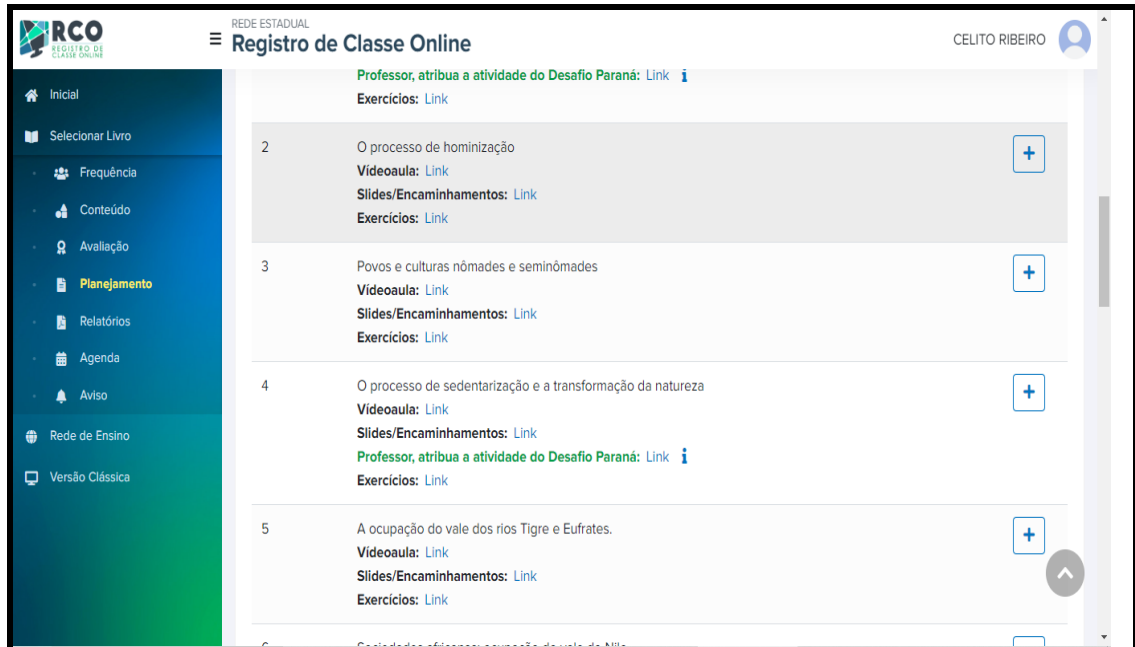 RCO
REGISTRO DE
CLASSE ONLINE
REDE ESTADUAL
Registro de Classe Online
CELITO RIBEIRO
Inicial
Selecionar Livro
Frequência
Conteúdo
Avaliação
Planejamento
Relatórios
Agenda
Aviso
Rede de Ensino
Versão Clássica
Professor, atribua a atividade do Desafio Paraná: Link
Exercícios: Link
2 O processo de hominização
Vídeoaula: Link
Slides/Encaminhamentos: Link
Exercícios: Link
3 Povos e culturas nômades e seminômades
Vídeoaula: Link
Slides/Encaminhamentos: Link
Exercícios: Link
4 O processo de sedentarização e a transformação da natureza
Vídeoaula: Link
Slides/Encaminhamentos: Link
Professor, atribua a atividade do Desafio Paraná: Link
Exercícios: Link
5 A ocupação do vale dos rios Tigre e Eufrates.
Vídeoaula: Link
Slides/Encaminhamentos: Link
Exercícios: Link